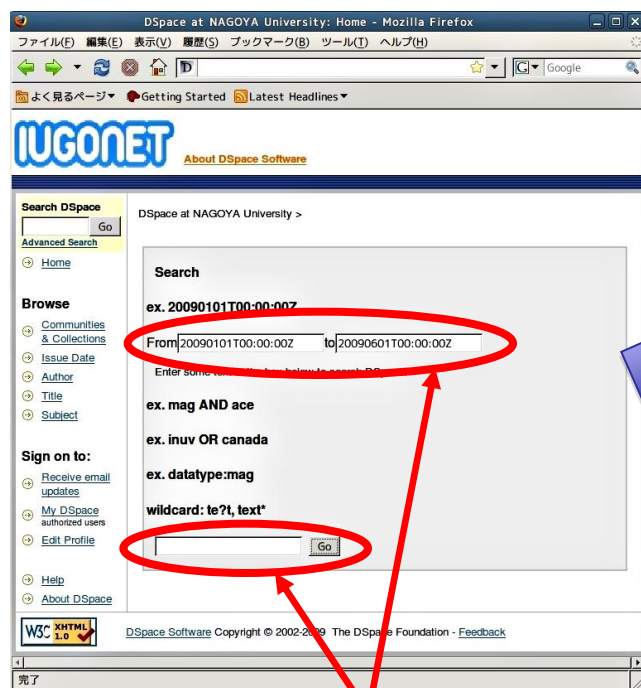 DSpace at NAGOYA University: Home - Mozilla Firefox
ファイル(F) 編集(E) 表示(V) 履歴(S) ブックマーク(B) ツール(T) ヘルプ(H)
Google
よく見るページ Getting Started Latest Headlines
IUGONET
About DSpace Software
Search DSpace
Go
Advanced Search
Home
Browse
Communities
& Collections
Issue Date
Author
Title
Subject
Sign on to:
Receive email
updates
My DSpace
authorized users
Edit Profile
Help
About DSpace
DSpace at NAGOYA University >
Search
ex. 20090101T00:00:00Z
From 20090101T00:00:00Z to 20090601T00:00:00Z
Enter some below to search
ex. mag AND ace
ex. inuv OR canada
ex. datatype:mag
wildcard: te?t, text*
Go
W3C XHTML 1.0
DSpace Software Copyright © 2002-2009 The DSpace Foundation - Feedback
完了